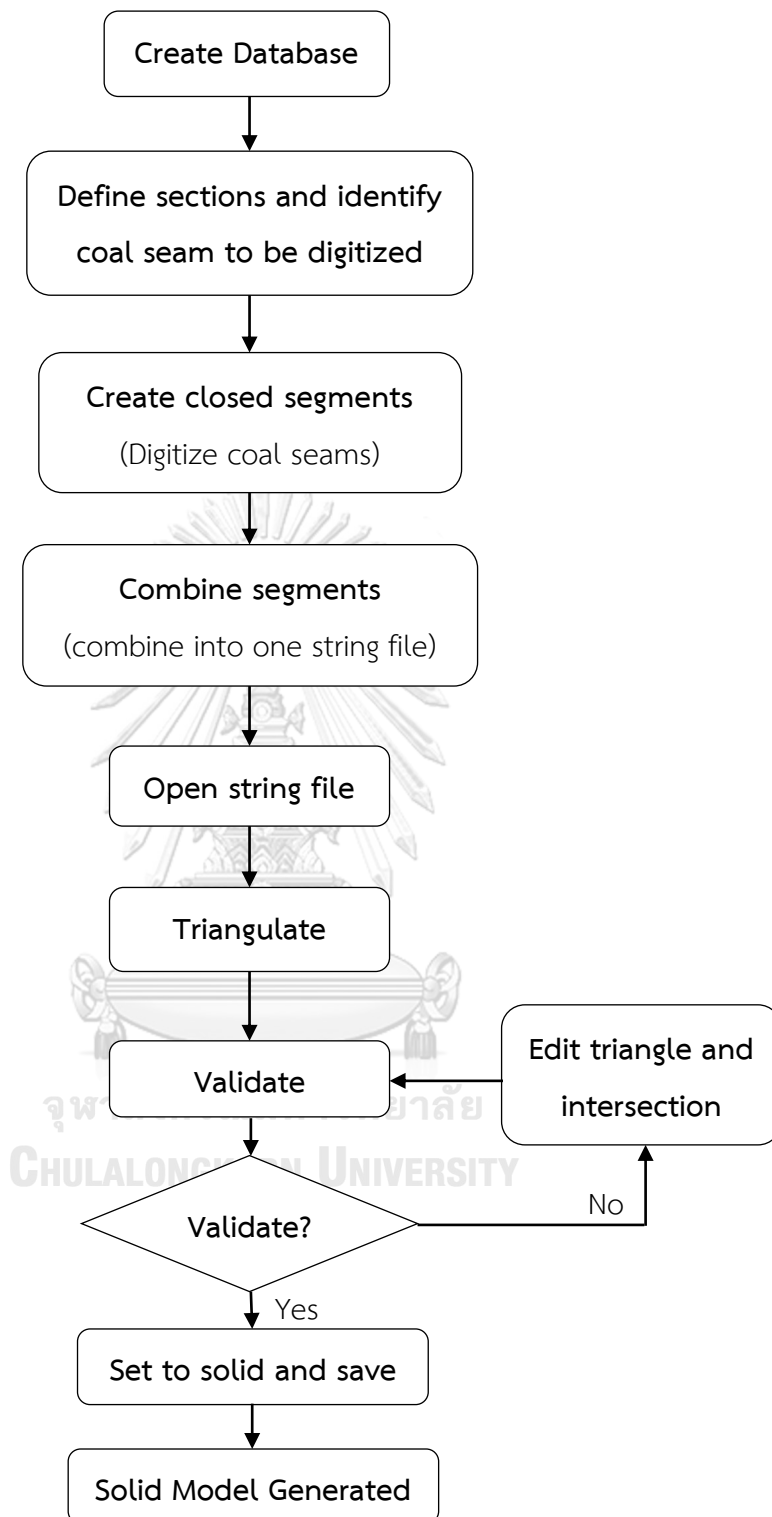 Create Database
Define sections and identify
coal seam to be digitized
Create closed segments
(Digitize coal seams)
Combine segments
(combine into one string file)
Open string file
Triangulate
Validate
Edit triangle and
intersection
CHULALONGKORN UNIVERSITY
Validate?
No
Yes
Set to solid and save
Solid Model Generated